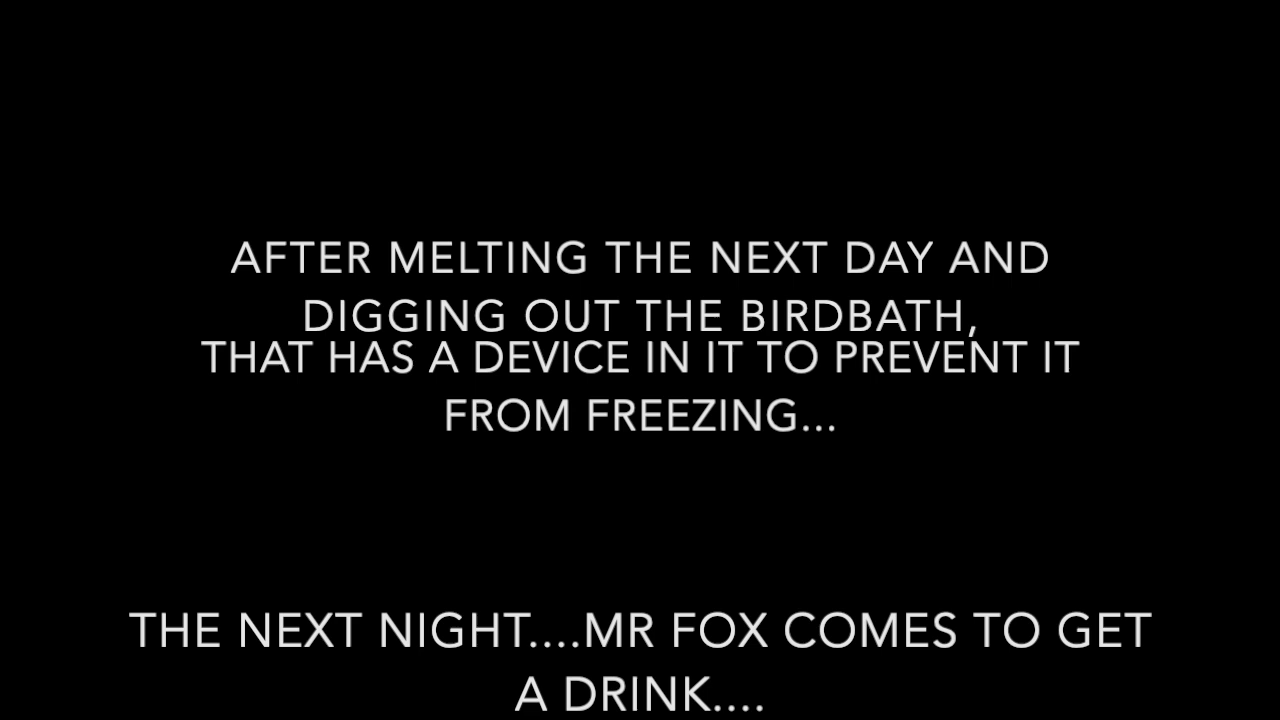 AFTER MELTING THE NEXT DAY AND
DIGGING OUT THE BIRDBATH,
THAT HAS A DEVICE IN IT TO PREVENT IT
FROM FREEZING...
THE NEXT NIGHT....MR FOX COMES TO GET
A DRINK....